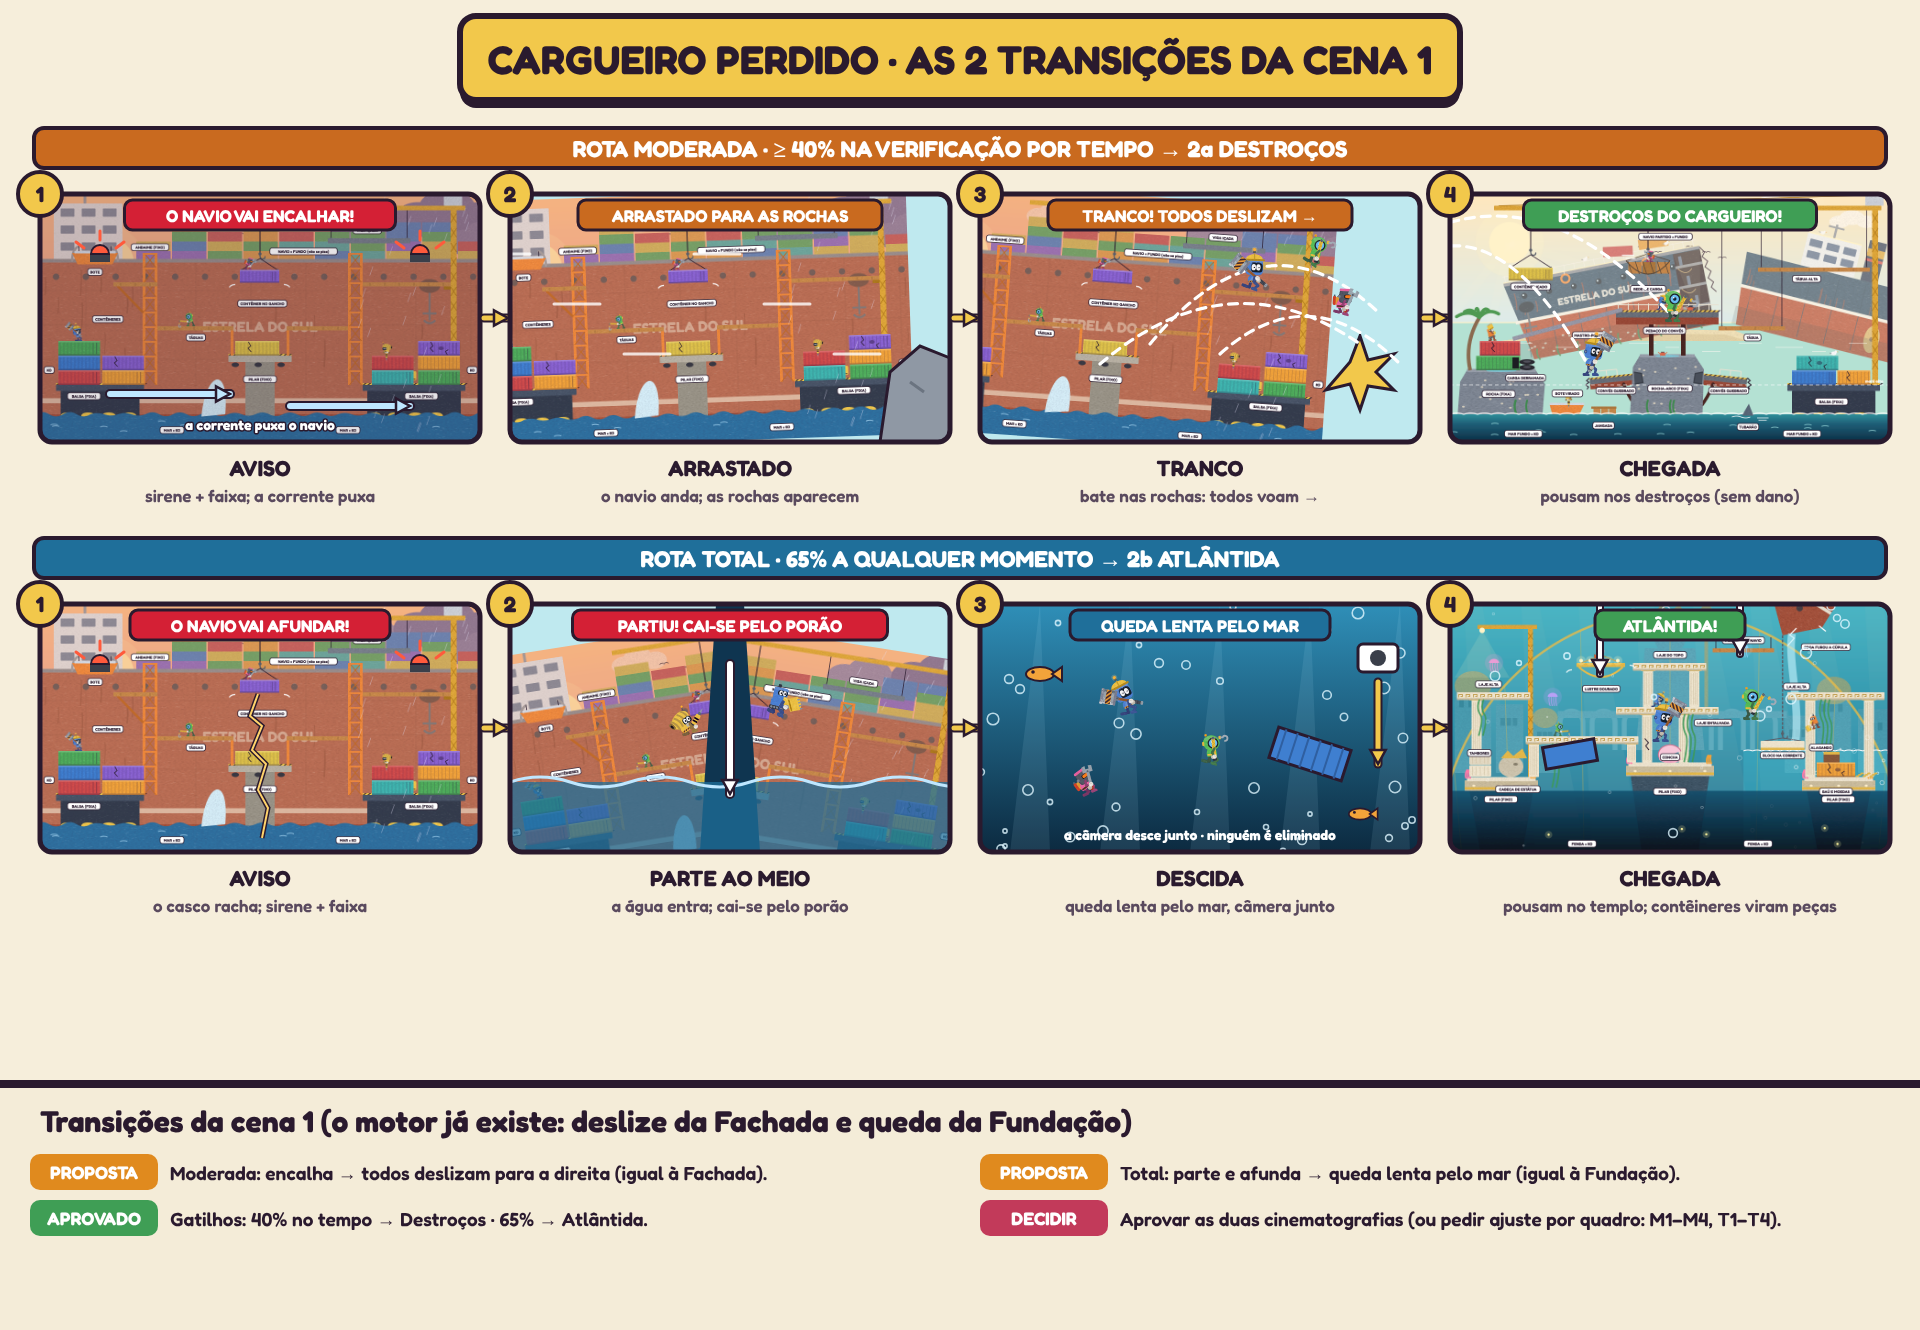 CARGUEIRO PERDIDO · AS 2 TRANSIÇÕES DA CENA 1
ROTA MODERADA · ≥ 40% NA VERIFICAÇÃO POR TEMPO → 2a DESTROÇOS
1
O NAVIO VAI ENCALHAR!
ESTRELA DO SUL
a corrente puxa o navio
2
ARRASTADO PARA AS ROCHAS
ESTRELA DO SUL
3
TRANCO! TODOS DESLIZAM →
4
DESTROÇOS DO CARGUEIRO!
AVISO
sirene + faixa; a corrente puxa
ARRASTADO
o navio anda; as rochas aparecem
TRANCO
bate nas rochas: todos voam →
CHEGADA
pousam nos destroços (sem dano)
ROTA TOTAL · 65% A QUALQUER MOMENTO → 2b ATLÂNTIDA
1
O NAVIO VAI AFUNDAR!
ESTRELA DO SUL
2
PARTIU! CAI-SE PELO PORÃO
3
QUEDA LENTA PELO MAR
a câmera desce junto · ninguém é eliminado
4
ATLÂNTIDA!
AVISO
o casco racha; sirene + faixa
PARTE AO MEIO
a água entra; cai-se pelo porão
DESCIDA
queda lenta pelo mar, câmera junto
CHEGADA
pousam no templo; contêineres viram peças
Transições da cena 1 (o motor já existe: deslize da Fachada e queda da Fundação)
PROPOSTA Moderada: encalha → todos deslizam para a direita (igual à Fachada).
PROPOSTA Total: parte e afunda → queda lenta pelo mar (igual à Fundação).
APROVADO Gatilhos: 40% no tempo → Destroços · 65% → Atlântida.
DECIDIR Aprovar as duas cinematografias (ou pedir ajuste por quadro: M1–M4, T1–T4).